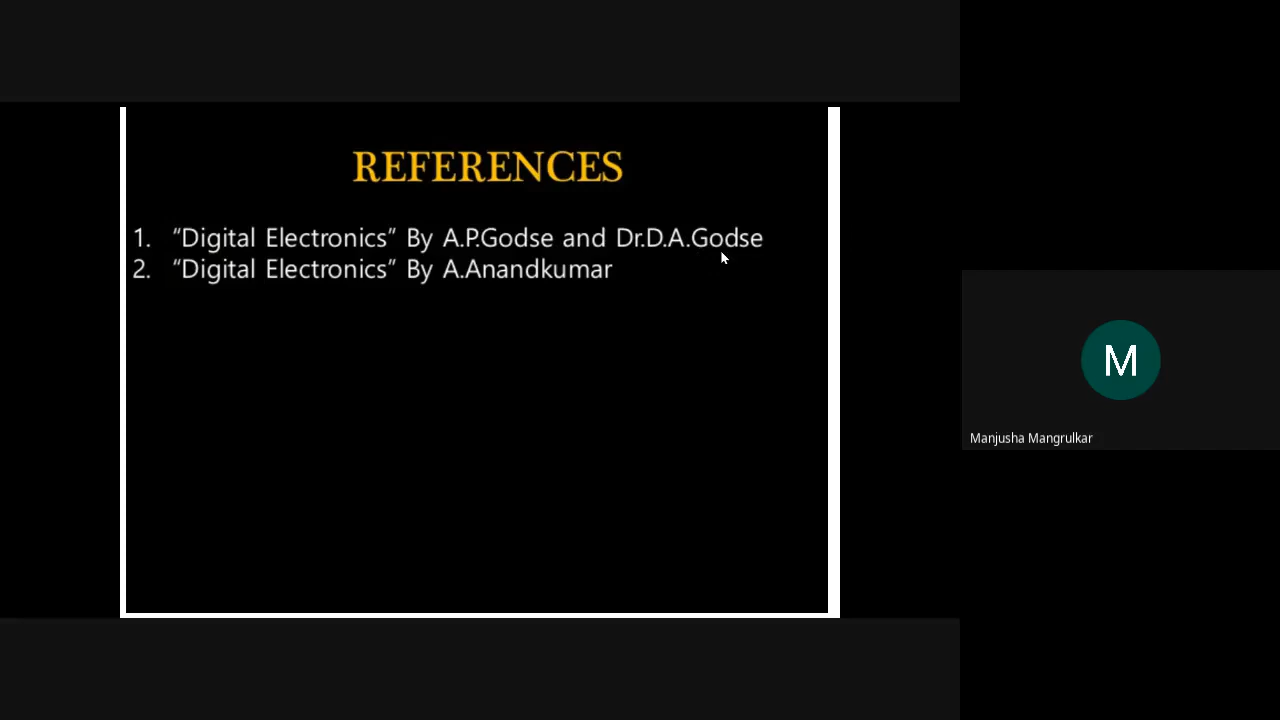 REFERENCES
1. “Digital Electronics” By A.P.Godse and Dr.D.A.Godse
2. “Digital Electronics” By A.Anandkumar
M
Manjusha Mangrulkar